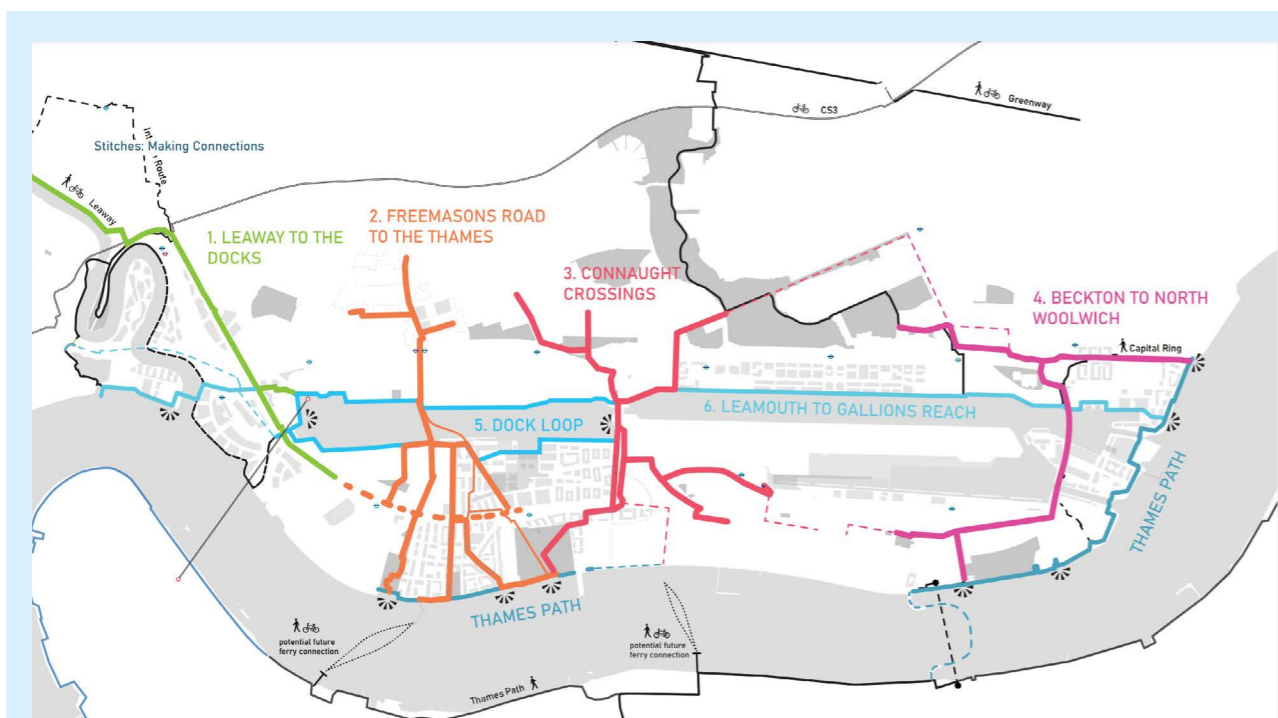 Greenway
CS3
Stitches: Making Connections
Route
Leaway
1. LEAWAY TO THE
DOCKS
2. FREEMASONS ROAD
TO THE THAMES
3. CONNAUGHT
CROSSINGS
4. BECKTON TO NORTH
WOOLWICH
Capital Ring
5. DOCK LOOP
6. LEAMOUTH TO GALLIONS REACH
THAMES PATH
THAMES PATH
potential future
ferry connection
potential future
ferry connection
Thames Path